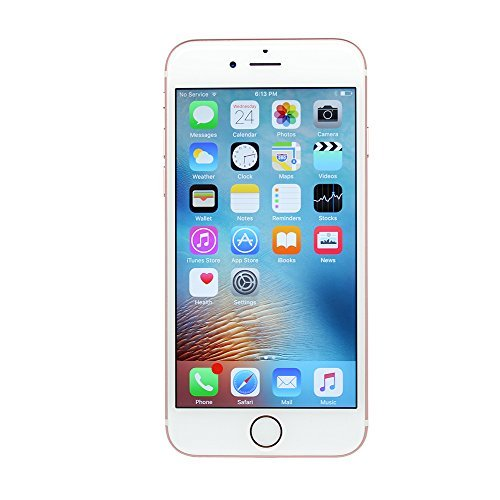 No Service 6:13 PM
Wednesday
24
Messages Calendar Photos Camera
Weather Clock Maps Videos
Wallet Notes Reminders Stocks
iTunes Store App Store iBooks News
Health Settings
Phone Safari Mail Music